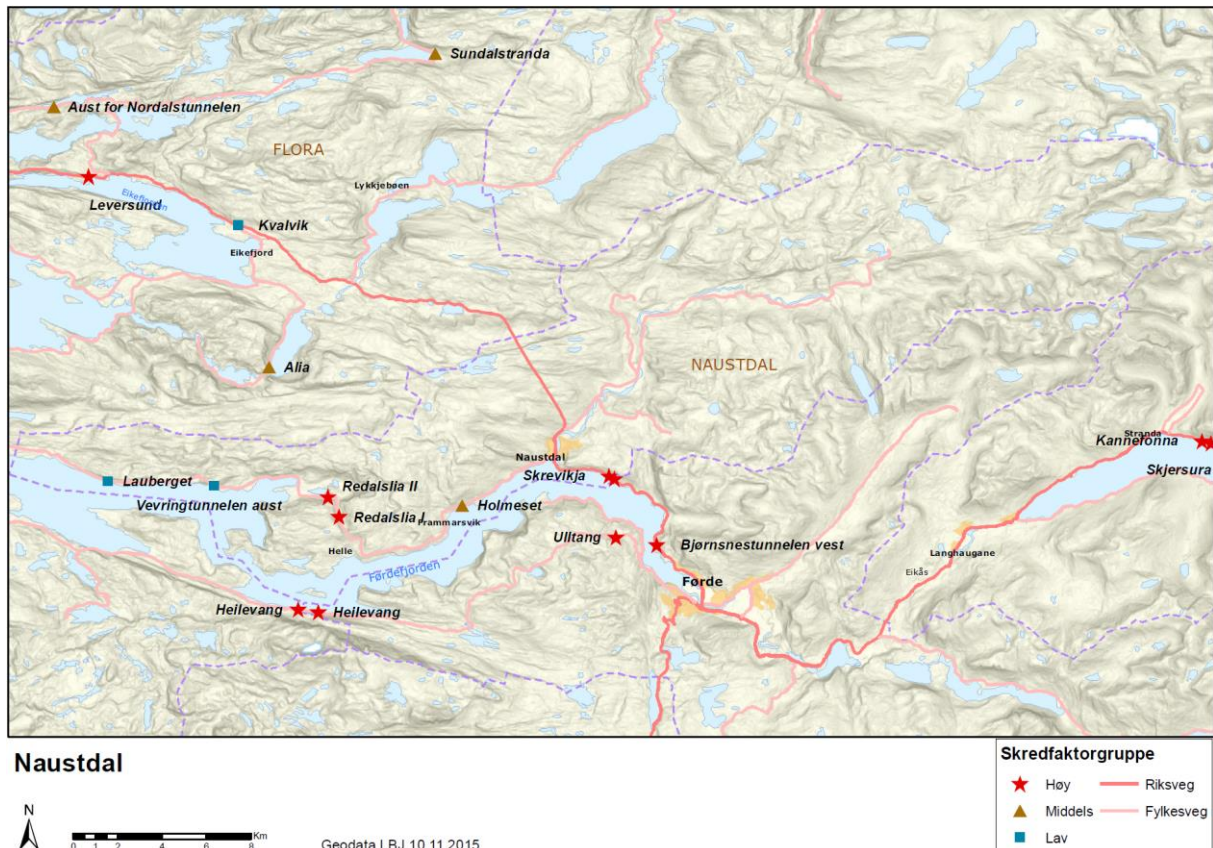 Sundalstranda
Aust for Nordalstunnelen
FLORA
Lykkjebøen
Eikefjorden
Leversund
Kvalvik
Eikefjord
Alia
NAUSTDAL
Stranda
Kannefonna
Skjersura
Naustdal
Skrevikja
Lauberget
Redalslia II
Vevringtunnelen aust
Redalslia I
Holmeset
Frammarsvik
Ulltang
Bjørnsnestunnelen vest
Helle
Langhaugane
Eikås
Førdefjorden
Førde
Heilevang
Heilevang
Naustdal
N
Km
0 1 2 4 6 8
Geodata LBJ 10.11.2015
Skredfaktorgruppe
Høy Riksveg
Middels Fylkesveg
Lav